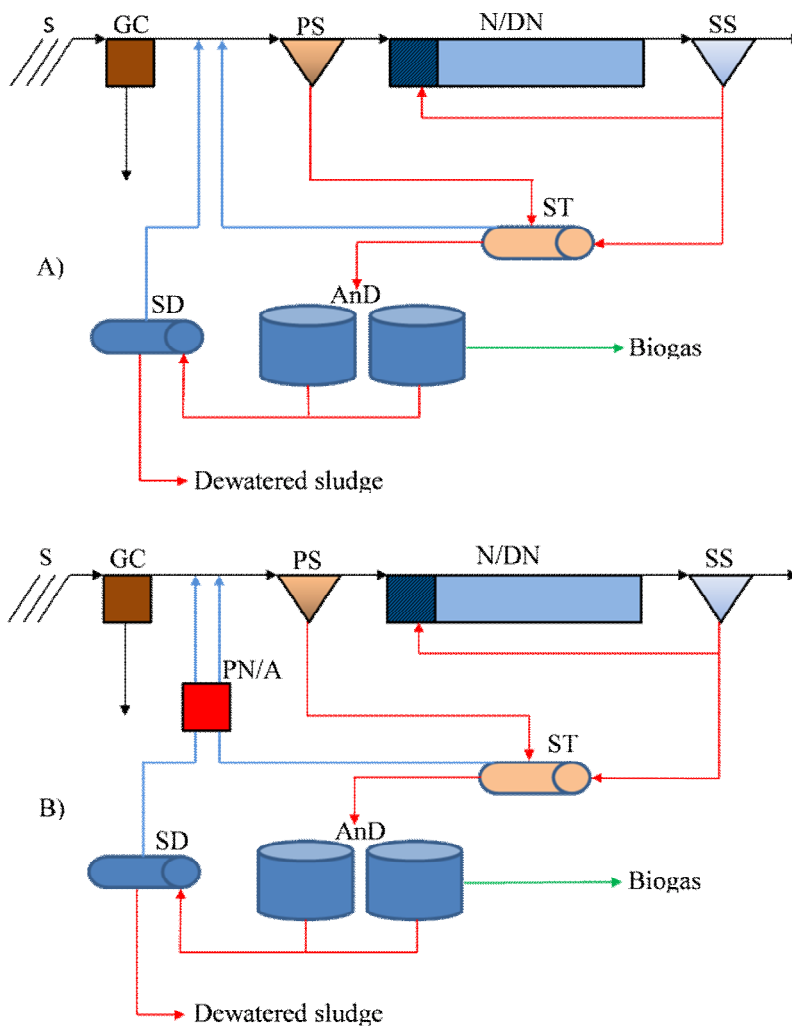 S
GC
PS
N/DN
SS
ST
A)
AnD
SD
Biogas
Dewatered sludge
S
GC
PS
N/DN
SS
PN/A
ST
B)
AnD
SD
Biogas
Dewatered sludge